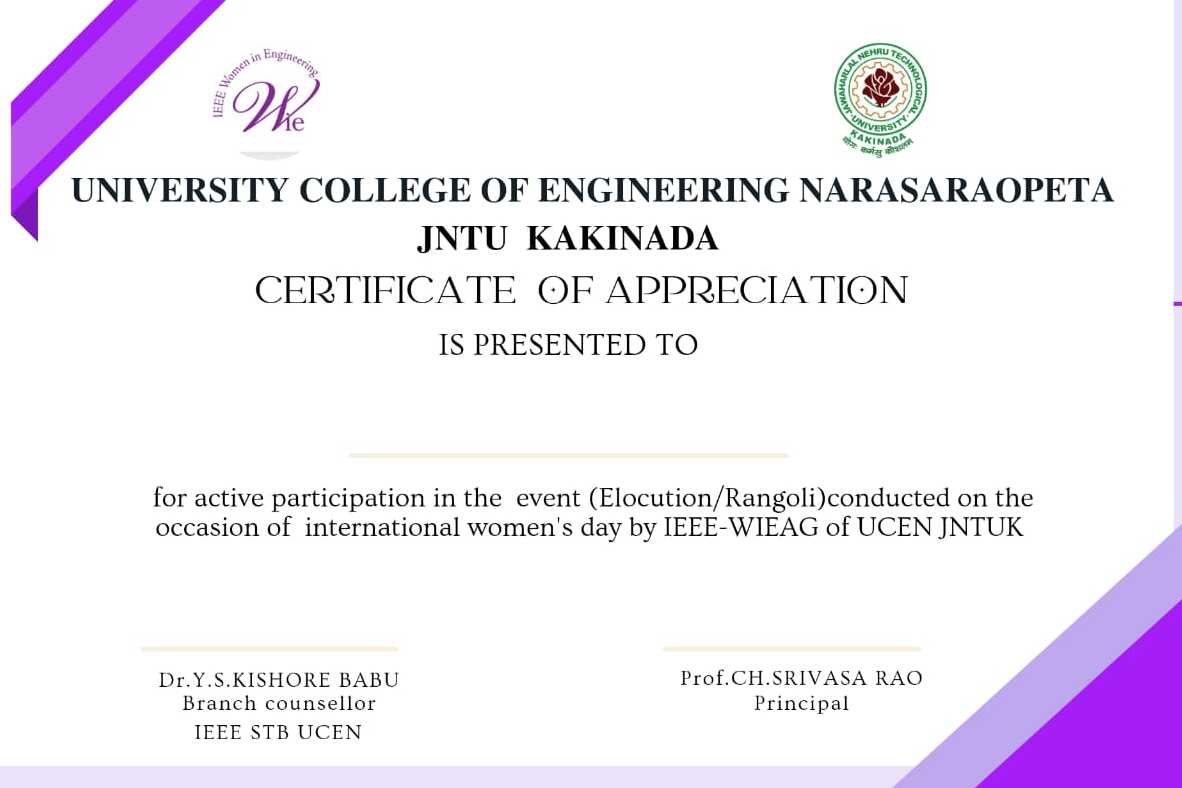 IEEE Women in Engineering
Wie
JAWAHARLAL NEHRU TECHNOLOGICAL
UNIVERSITY
KAKINADA
योगः कर्मसु कौशलम्
UNIVERSITY COLLEGE OF ENGINEERING NARASARAOPETA
JNTU KAKINADA
CERTIFICATE OF APPRECIATION
IS PRESENTED TO
for active participation in the event (Elocution/Rangoli)conducted on the
occasion of international women's day by IEEE-WIEAG of UCEN JNTUK
Dr.Y.S.KISHORE BABU
Branch counsellor
IEEE STB UCEN
Prof.CH.SRIVASA RAO
Principal